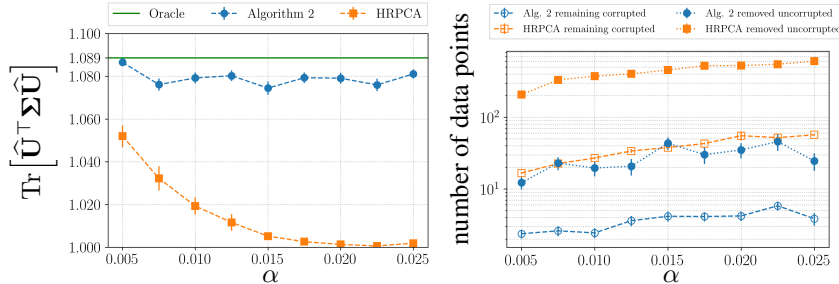 Oracle Algorithm 2 HRPCA
1.100
1.089
1.080
1.060
1.040
1.020
1.000
Tr[Û⊤ΣÛ]
0.005 0.010 0.015 0.020 0.025
α
Alg. 2 remaining corrupted Alg. 2 removed uncorrupted
HRPCA remaining corrupted HRPCA removed uncorrupted
10²
10¹
number of data points
0.005 0.010 0.015 0.020 0.025
α